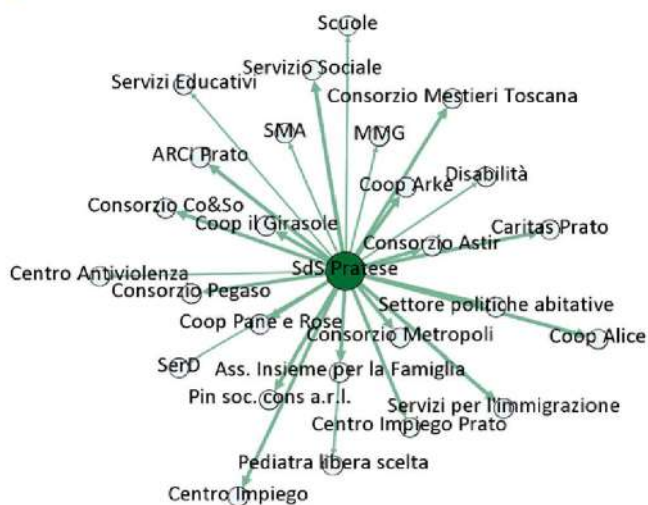 Scuole
Servizio Sociale
Servizi Educativi
Consorzio Mestieri Toscana
SMA
MMG
ARCi Prato
Disabilità
Coop Arke
Consorzio Co&So
Coop il Girasole
Caritas Prato
Consorzio Astir
SdS Pratese
Centro Antiviolenza
Consorzio Pegaso
Settore politiche abitative
Coop Pane e Rose
Consorzio Metropoli
Coop Alice
SerD
Ass. Insieme per la Famiglia
Pin soc. cons a.r.l.
Servizi per l'immigrazione
Centro Impiego Prato
Pediatra libera scelta
Centro Impiego